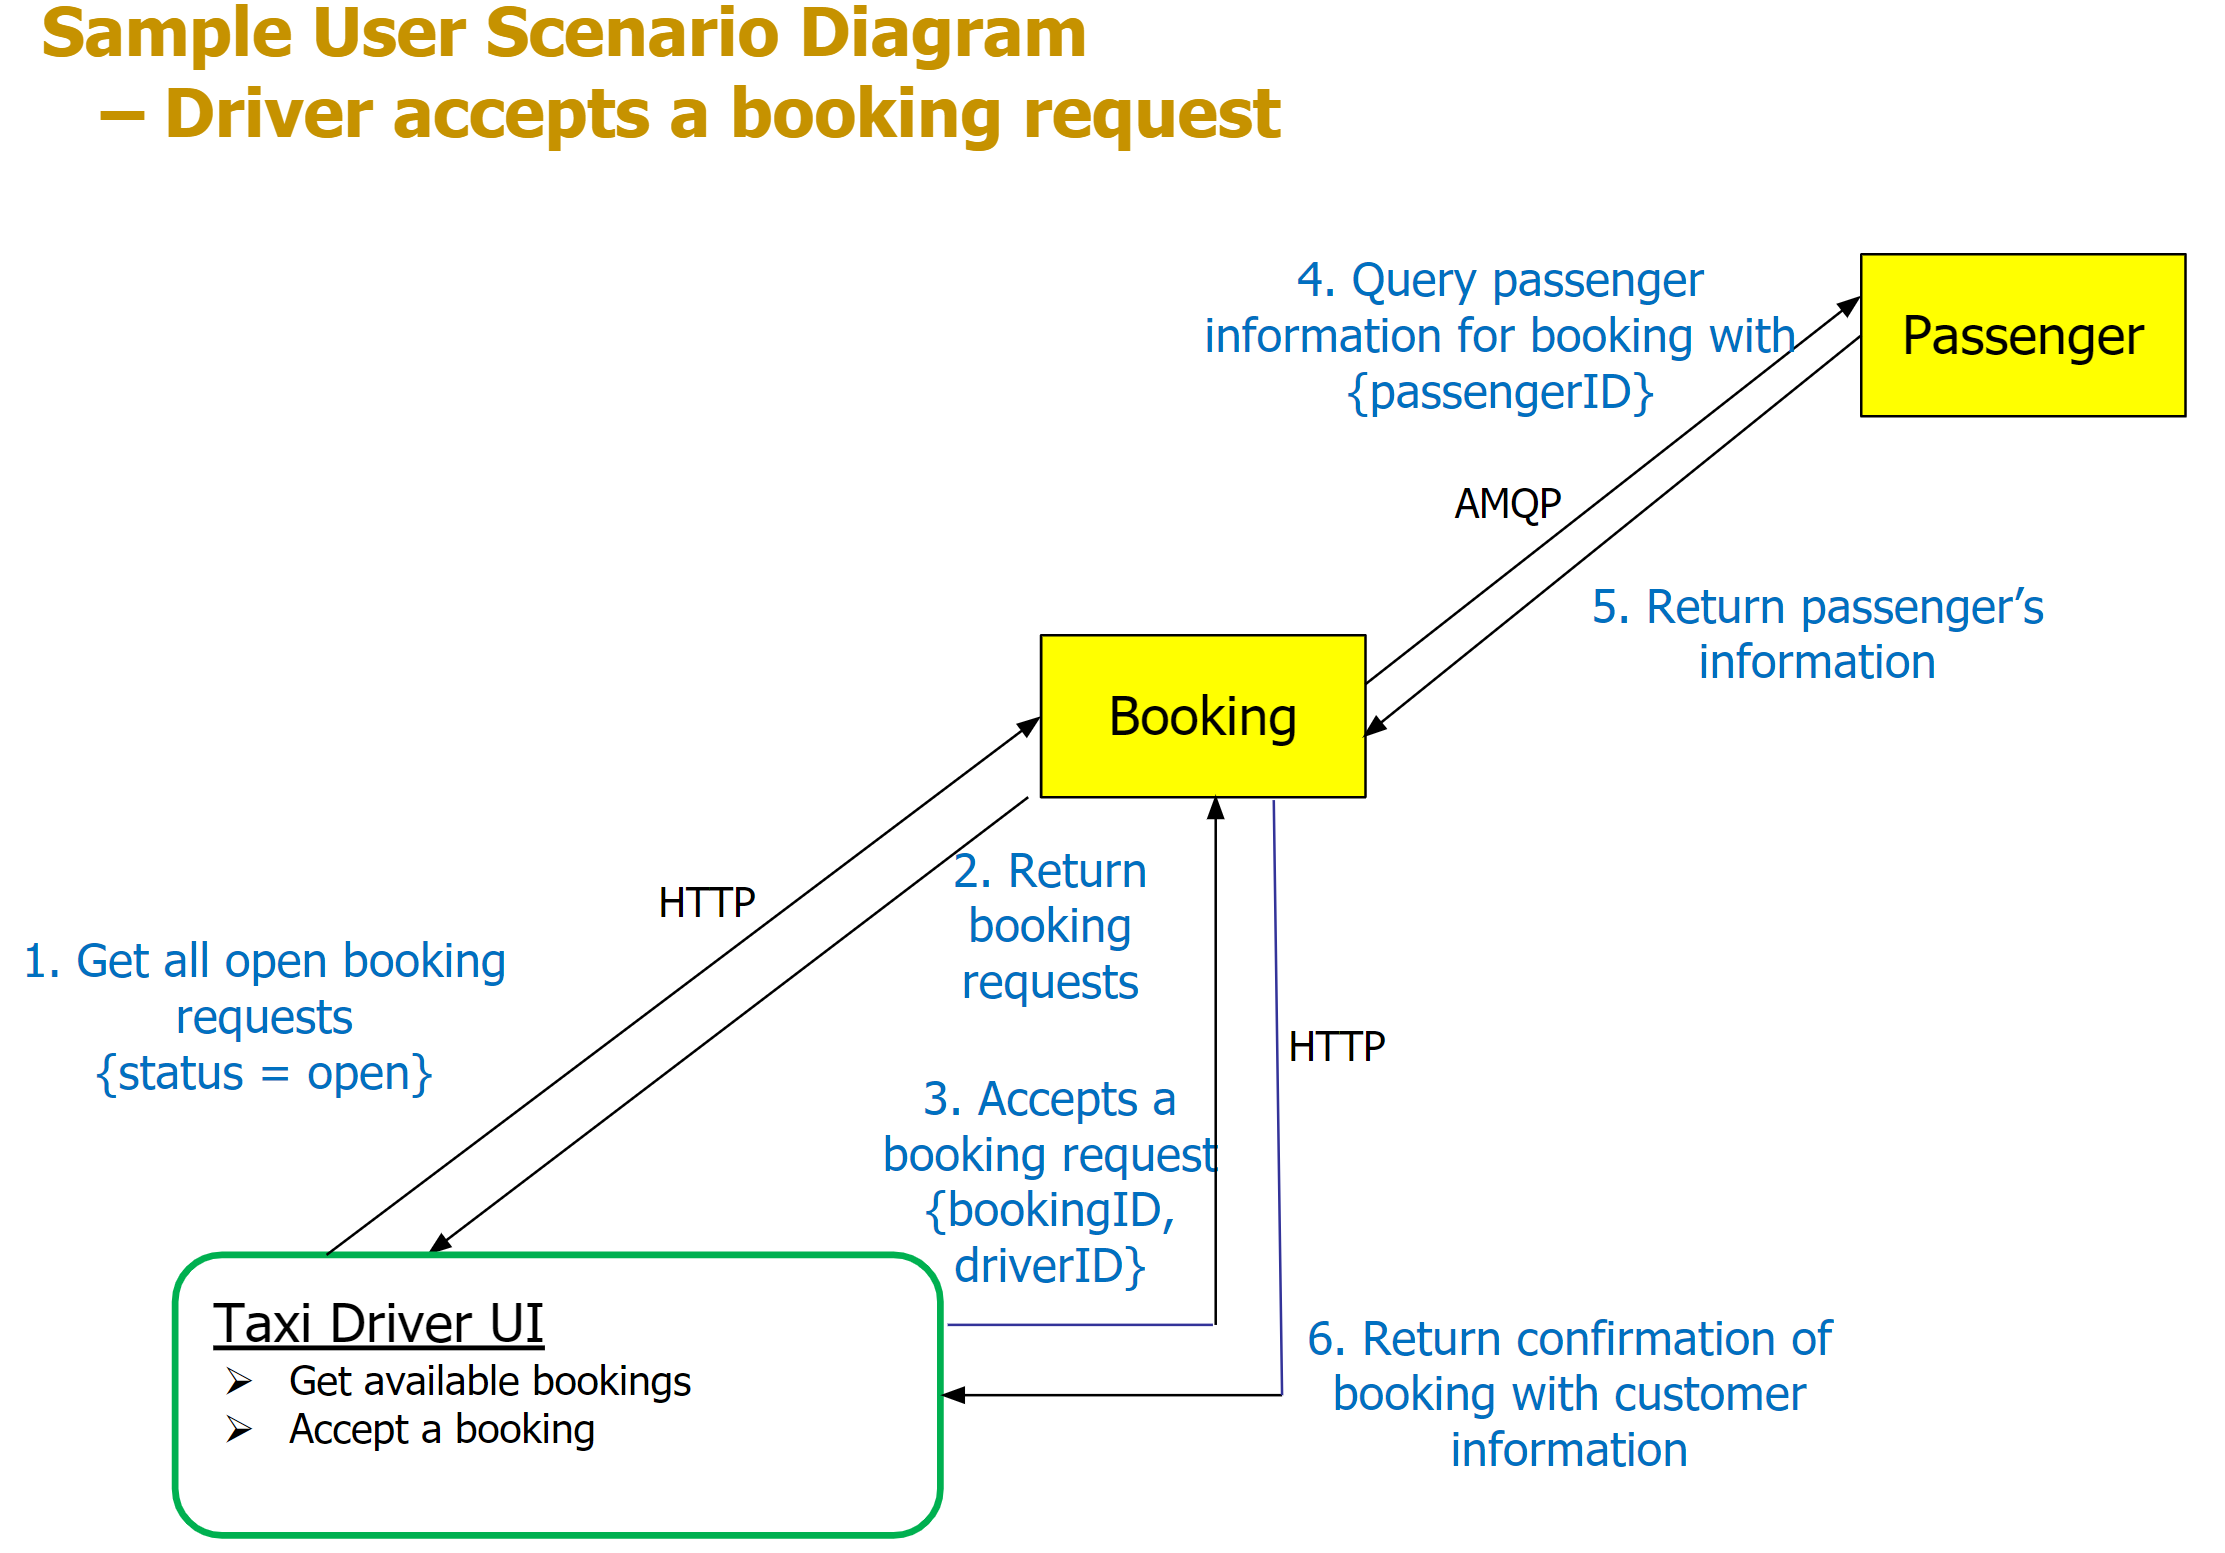 Sample User Scenario Diagram
– Driver accepts a booking request
4. Query passenger
information for booking with
{passengerID}
Passenger
AMQP
5. Return passenger’s
information
Booking
HTTP
2. Return
booking
requests
1. Get all open booking
requests
{status = open}
HTTP
3. Accepts a
booking request
{bookingID,
driverID}
Taxi Driver UI
➢ Get available bookings
➢ Accept a booking
6. Return confirmation of
booking with customer
information